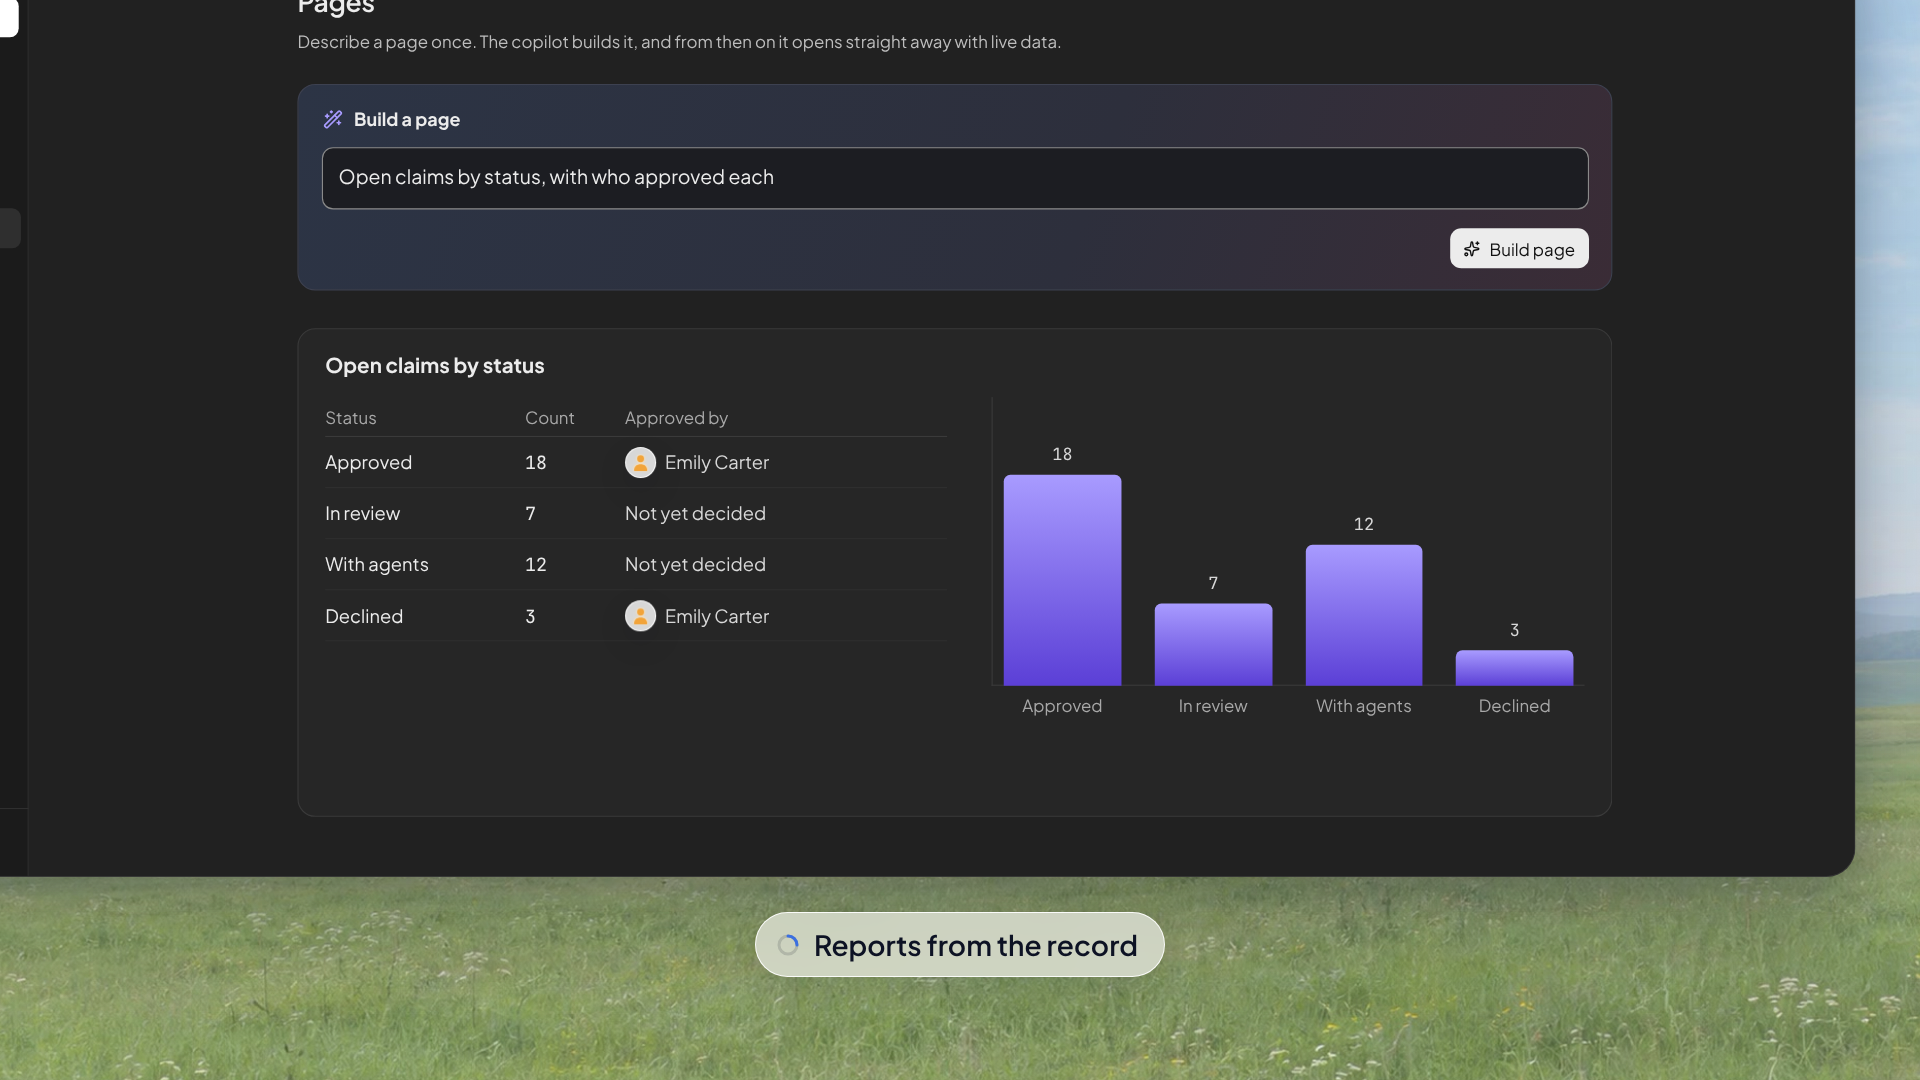 Pages
Describe a page once. The copilot builds it, and from then on it opens straight away with live data.
Build a page
Open claims by status, with who approved each
Build page
Open claims by status
Status Count Approved by
Approved 18 Emily Carter
In review 7 Not yet decided
With agents 12 Not yet decided
Declined 3 Emily Carter
18
7
12
3
Approved In review With agents Declined
Reports from the record